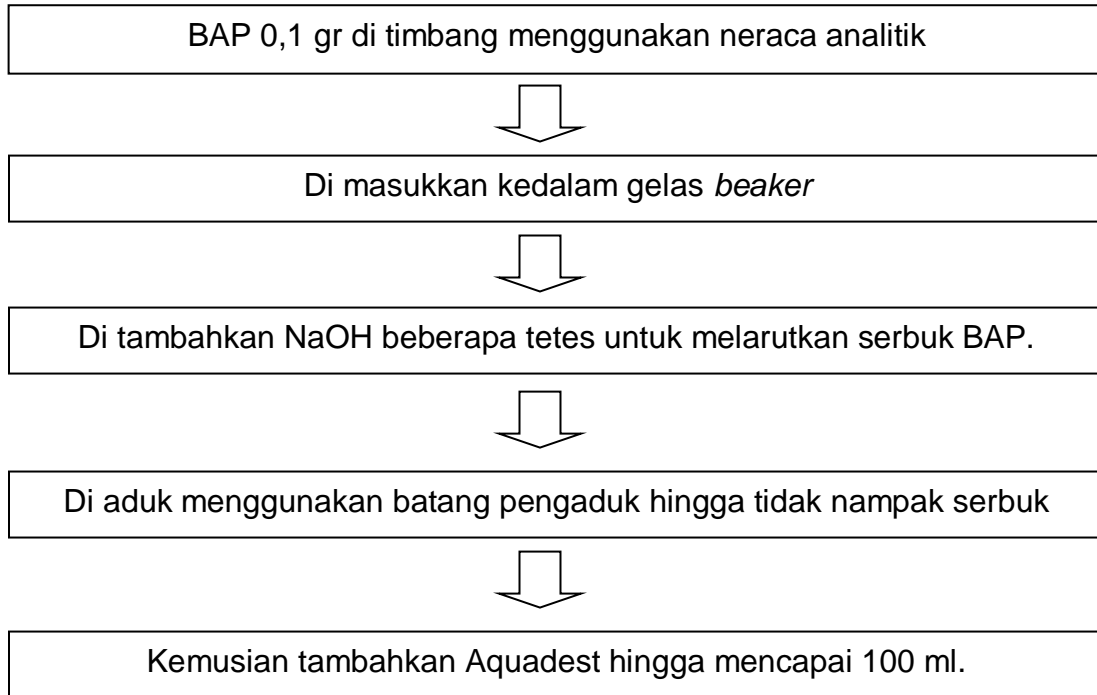 BAP 0,1 gr di timbang menggunakan neraca analitik
Di masukkan kedalam gelas beaker
Di tambahkan NaOH beberapa tetes untuk melarutkan serbuk BAP.
Di aduk menggunakan batang pengaduk hingga tidak nampak serbuk
Kemusian tambahkan Aquadest hingga mencapai 100 ml.